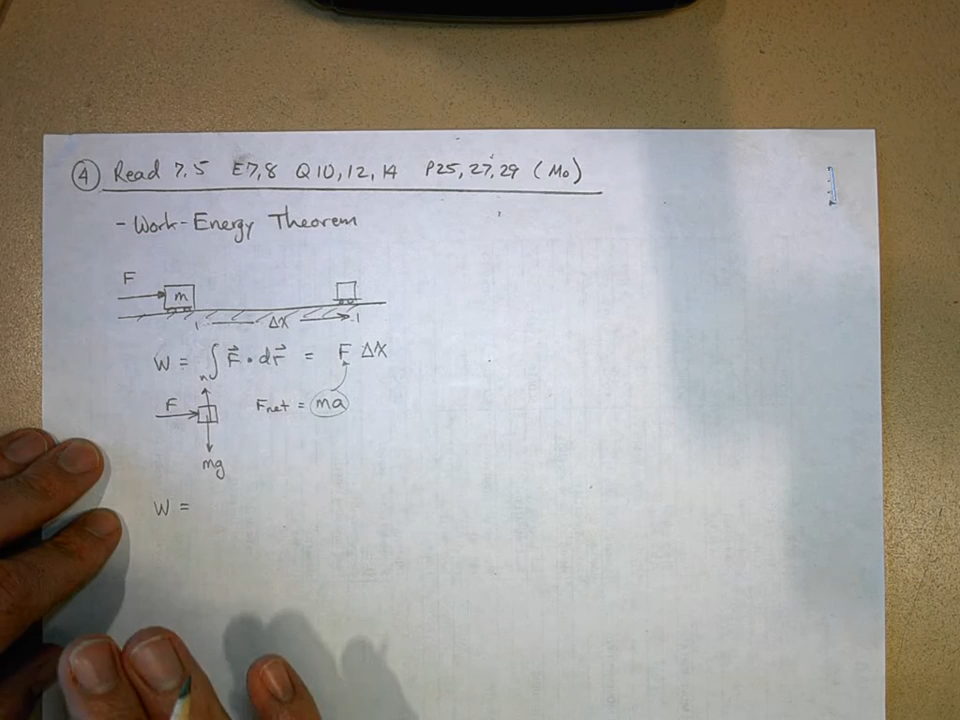 ④ Read 7.5 E7,8 Q10,12,14 P25,27,29 (Mo)
- Work-Energy Theorem
F
m
Δx
W = ∫ F⃗ • dr⃗ = F Δx
n
F Fnet = ma
mg
W =